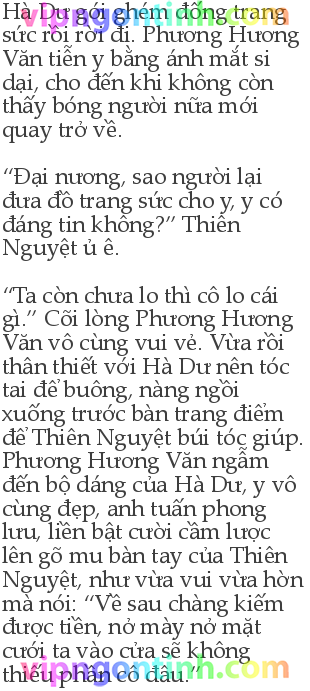 Hà Dư gói ghém đống trang
sức rồi rời đi. Phương Hương
Văn tiễn y bằng ánh mắt si
dại, cho đến khi không còn
thấy bóng người nữa mới
quay trở về.
“Đại nương, sao người lại
đưa đồ trang sức cho y, y có
đáng tin không?” Thiên
Nguyệt ủ ê.
“Ta còn chưa lo thì cô lo cái
gì.” Cõi lòng Phương Hương
Văn vô cùng vui vẻ. Vừa rồi
thân thiết với Hà Dư nên tóc
tai để buông, nàng ngồi
xuống trước bàn trang điểm
để Thiên Nguyệt búi tóc giúp.
Phương Hương Văn ngẫm
đến bộ dáng của Hà Dư, y vô
cùng đẹp, anh tuấn phong
lưu, liền bật cười cầm lược
lên gõ mu bàn tay của Thiên
Nguyệt, như vừa vui vừa hờn
mà nói: “Về sau chàng kiếm
được tiền, nở mày nở mặt
cưới ta vào cửa sẽ không
thiếu phần cô đâu.”
vipngontinh.com
vipngontinh.com